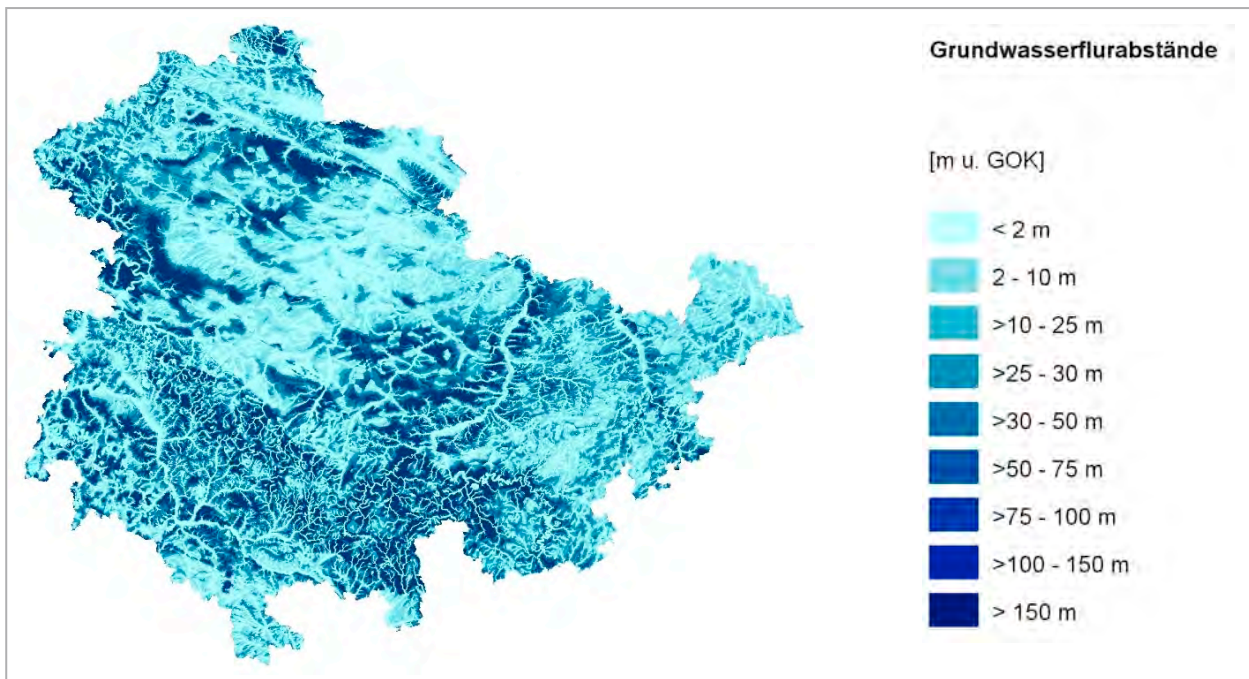 Grundwasserflurabstände
[m u. GOK]
< 2 m
2 - 10 m
>10 - 25 m
>25 - 30 m
>30 - 50 m
>50 - 75 m
>75 - 100 m
>100 - 150 m
> 150 m